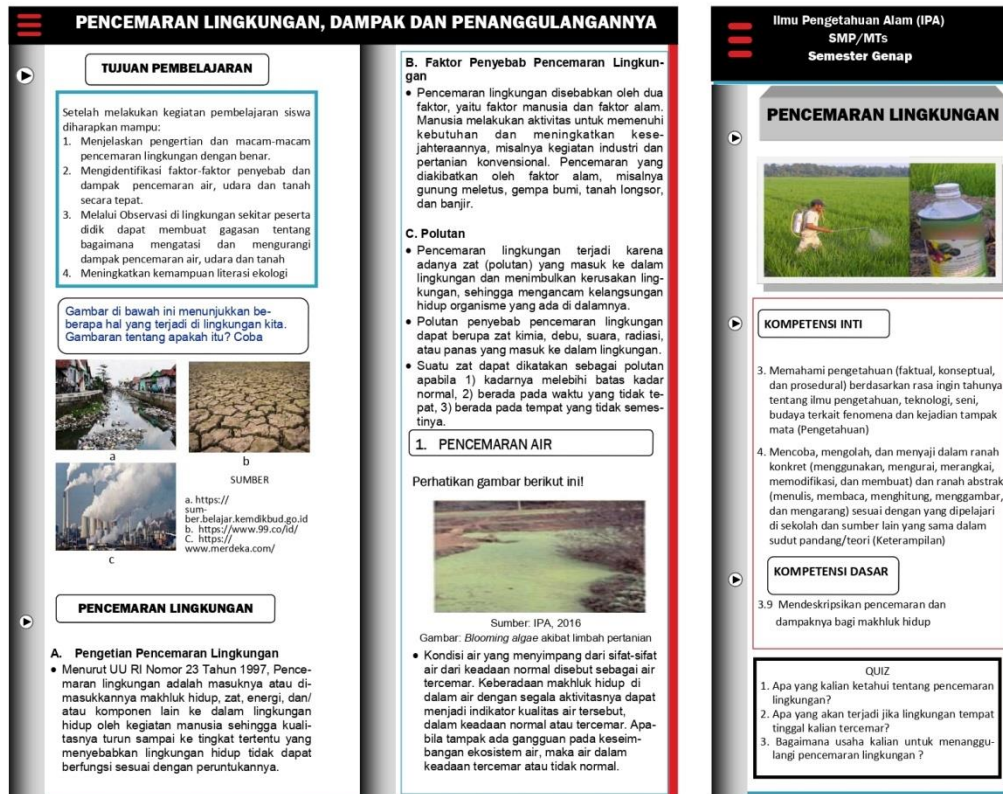 PENCEMARAN LINGKUNGAN, DAMPAK DAN PENANGGULANGANNYA
TUJUAN PEMBELAJARAN
Setelah melakukan kegiatan pembelajaran siswa
diharapkan mampu:
1. Menjelaskan pengertian dan macam-macam
pencemaran lingkungan dengan benar.
2. Mengidentifikasi faktor-faktor penyebab dan
dampak pencemaran air, udara dan tanah
secara tepat.
3. Melalui Observasi di lingkungan sekitar peserta
didik dapat membuat gagasan tentang
bagaimana mengatasi dan mengurangi
dampak pencemaran air, udara dan tanah
4. Meningkatkan kemampuan literasi ekologi
Gambar di bawah ini menunjukkan be-
berapa hal yang terjadi di lingkungan kita.
Gambaran tentang apakah itu? Coba
a
b
c
SUMBER
a. https://
sum-
ber.belajar.kemdikbud.go.id
b. https://www.99.co/id/
C. https://
www.merdeka.com/
PENCEMARAN LINGKUNGAN
A. Pengetian Pencemaran Lingkungan
• Menurut UU RI Nomor 23 Tahun 1997, Pence-
maran lingkungan adalah masuknya atau di-
masukkannya makhluk hidup, zat, energi, dan/
atau komponen lain ke dalam lingkungan
hidup oleh kegiatan manusia sehingga kuali-
tasnya turun sampai ke tingkat tertentu yang
menyebabkan lingkungan hidup tidak dapat
berfungsi sesuai dengan peruntukannya.
B. Faktor Penyebab Pencemaran Lingkun-
gan
• Pencemaran lingkungan disebabkan oleh dua
faktor, yaitu faktor manusia dan faktor alam.
Manusia melakukan aktivitas untuk memenuhi
kebutuhan dan meningkatkan kese-
jahteraannya, misalnya kegiatan industri dan
pertanian konvensional. Pencemaran yang
diakibatkan oleh faktor alam, misalnya
gunung meletus, gempa bumi, tanah longsor,
dan banjir.
C. Polutan
• Pencemaran lingkungan terjadi karena
adanya zat (polutan) yang masuk ke dalam
lingkungan dan menimbulkan kerusakan ling-
kungan, sehingga mengancam kelangsungan
hidup organisme yang ada di dalamnya.
• Polutan penyebab pencemaran lingkungan
dapat berupa zat kimia, debu, suara, radiasi,
atau panas yang masuk ke dalam lingkungan.
• Suatu zat dapat dikatakan sebagai polutan
apabila 1) kadarnya melebihi batas kadar
normal, 2) berada pada waktu yang tidak te-
pat, 3) berada pada tempat yang tidak semes-
tinya.
1. PENCEMARAN AIR
Perhatikan gambar berikut ini!
Sumber: IPA, 2016
Gambar: Blooming algae akibat limbah pertanian
• Kondisi air yang menyimpang dari sifat-sifat
air dari keadaan normal disebut sebagai air
tercemar. Keberadaan makhluk hidup di
dalam air dengan segala aktivitasnya dapat
menjadi indikator kualitas air tersebut,
dalam keadaan normal atau tercemar. Apa-
bila tampak ada gangguan pada keseim-
bangan ekosistem air, maka air dalam
keadaan tercemar atau tidak normal.
Ilmu Pengetahuan Alam (IPA)
SMP/MTs
Semester Genap
PENCEMARAN LINGKUNGAN
KOMPETENSI INTI
3. Memahami pengetahuan (faktual, konseptual,
dan prosedural) berdasarkan rasa ingin tahunya
tentang ilmu pengetahuan, teknologi, seni,
budaya terkait fenomena dan kejadian tampak
mata (Pengetahuan)
4. Mencoba, mengolah, dan menyaji dalam ranah
konkret (menggunakan, mengurai, merangkai,
memodifikasi, dan membuat) dan ranah abstrak
(menulis, membaca, menghitung, menggambar,
dan mengarang) sesuai dengan yang dipelajari
di sekolah dan sumber lain yang sama dalam
sudut pandang/teori (Keterampilan)
KOMPETENSI DASAR
3.9 Mendeskripsikan pencemaran dan
dampaknya bagi makhluk hidup
QUIZ
1. Apa yang kalian ketahui tentang pencemaran
lingkungan?
2. Apa yang akan terjadi jika lingkungan tempat
tinggal kalian tercemar?
3. Bagaimana usaha kalian untuk menanggu-
langi pencemaran lingkungan ?